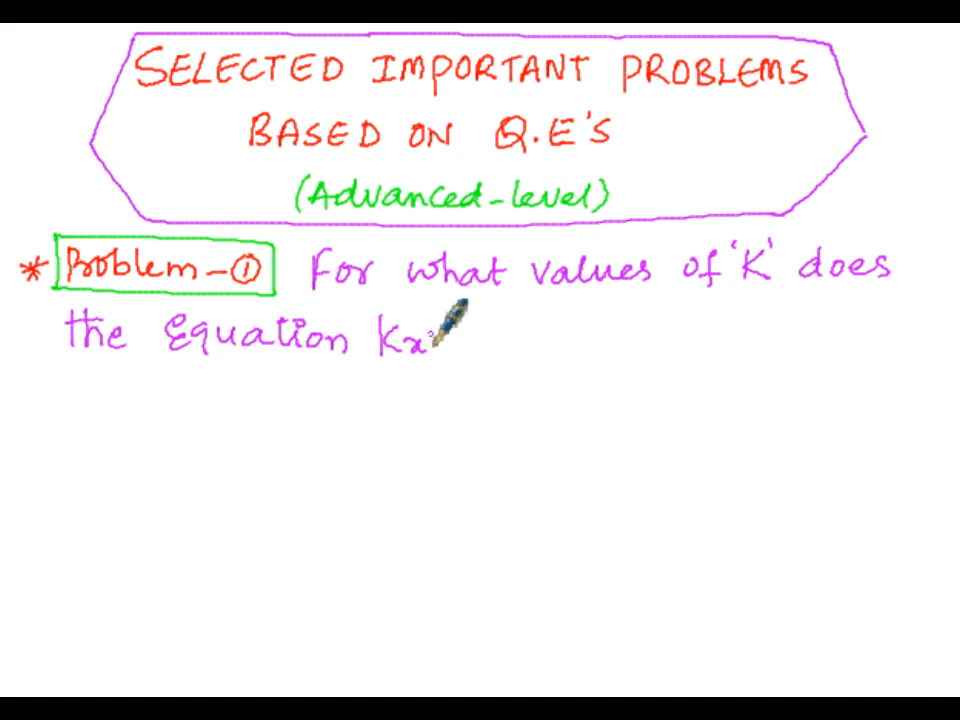 SELECTED IMPORTANT PROBLEMS
BASED ON Q.E'S
(Advanced-level)
* Problem-① For what values of 'K' does
the Equation Kx